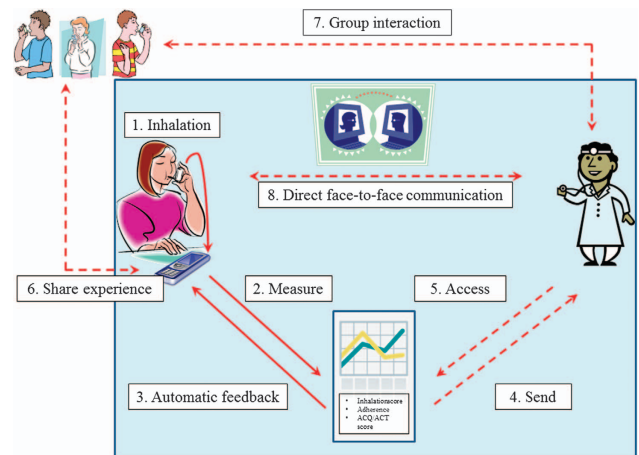 7. Group interaction
1. Inhalation
8. Direct face-to-face communication
6. Share experience
2. Measure
5. Access
3. Automatic feedback
4. Send
• Inhalationscore
• Adherence
• ACQ/ACT
score